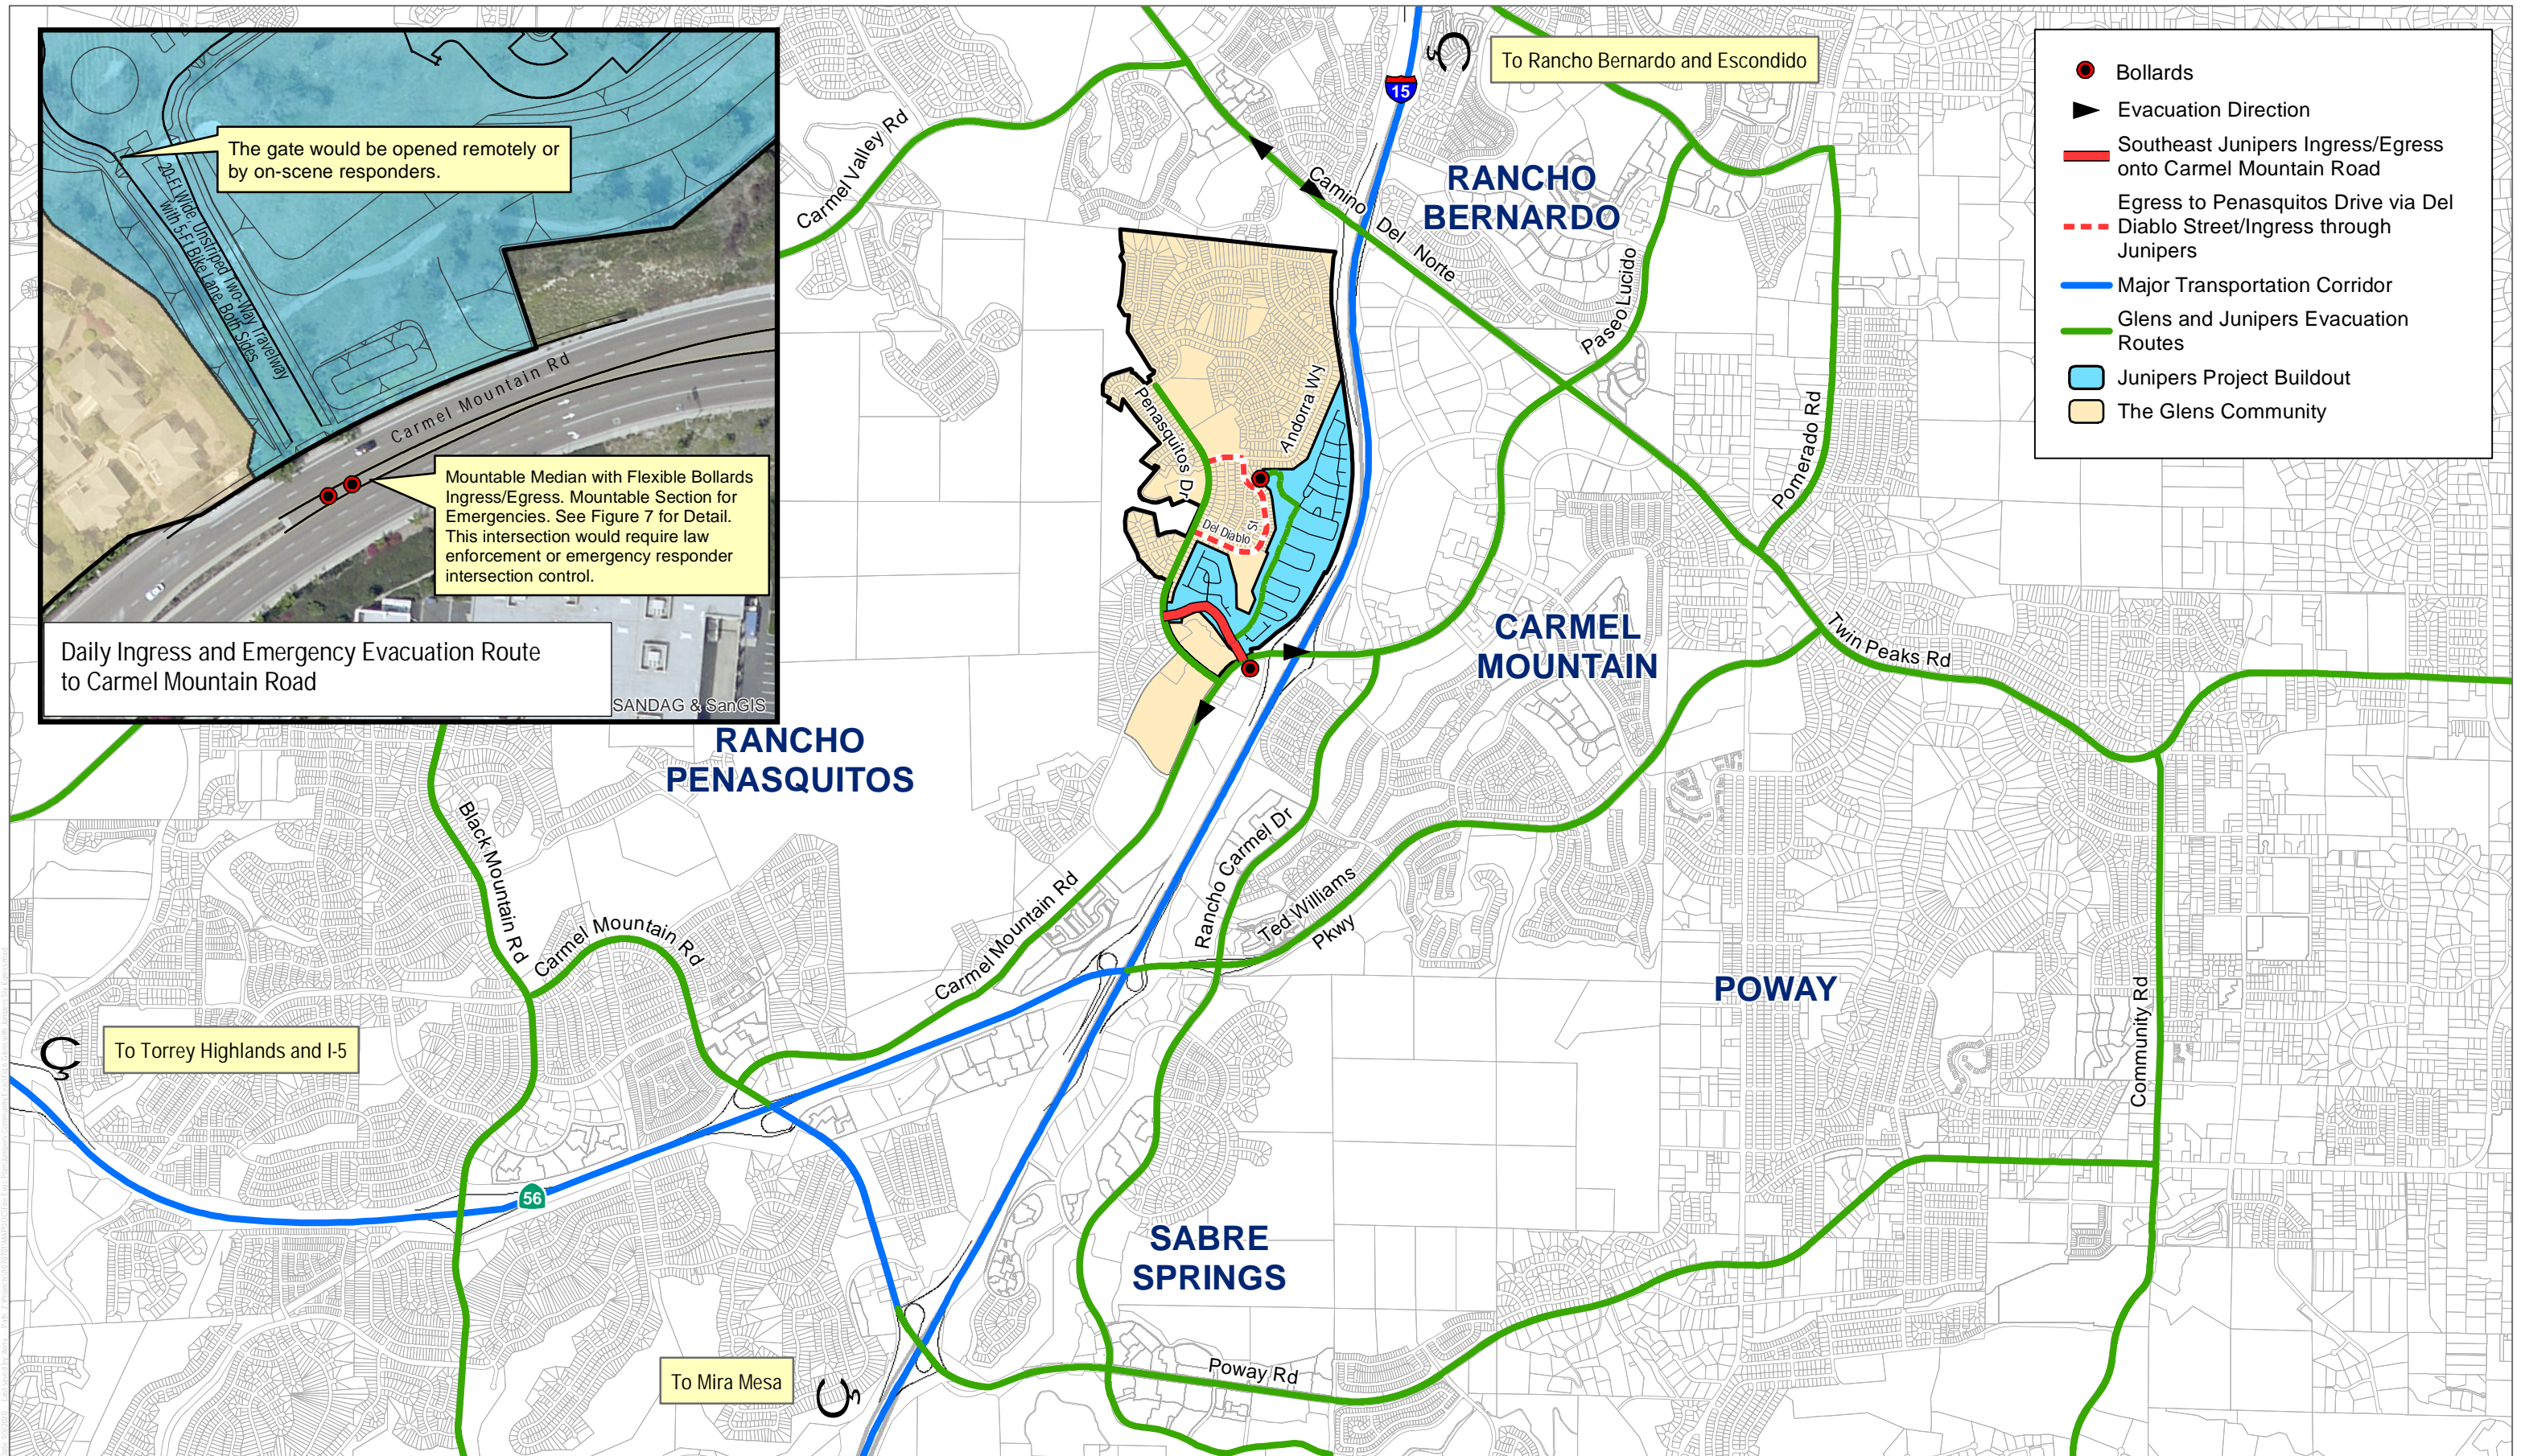 The gate would be opened remotely or
by on-scene responders.
20-Ft Wide, Unstriped Two-Way Travelway
with 5-Ft Bike Lane, Both Sides
Carmel Mountain Rd
Mountable Median with Flexible Bollards
Ingress/Egress. Mountable Section for
Emergencies. See Figure 7 for Detail.
This intersection would require law
enforcement or emergency responder
intersection control.
Daily Ingress and Emergency Evacuation Route
to Carmel Mountain Road
SANDAG & SanGIS
To Rancho Bernardo and Escondido
15
Bollards
Evacuation Direction
Southeast Junipers Ingress/Egress
onto Carmel Mountain Road
Egress to Penasquitos Drive via Del
Diablo Street/Ingress through
Junipers
Major Transportation Corridor
Glens and Junipers Evacuation
Routes
Junipers Project Buildout
The Glens Community
Carmel Valley Rd
Camino Del Norte
RANCHO
BERNARDO
Paseo Lucido
Pomerado Rd
Penasquitos Dr
Andorra Wy
Del Diablo St
CARMEL
MOUNTAIN
Twin Peaks Rd
RANCHO
PENASQUITOS
Black Mountain Rd
Carmel Mountain Rd
Carmel Mountain Rd
Rancho Carmel Dr
Ted Williams
Pkwy
POWAY
Community Rd
To Torrey Highlands and I-5
56
SABRE
SPRINGS
To Mira Mesa
Poway Rd